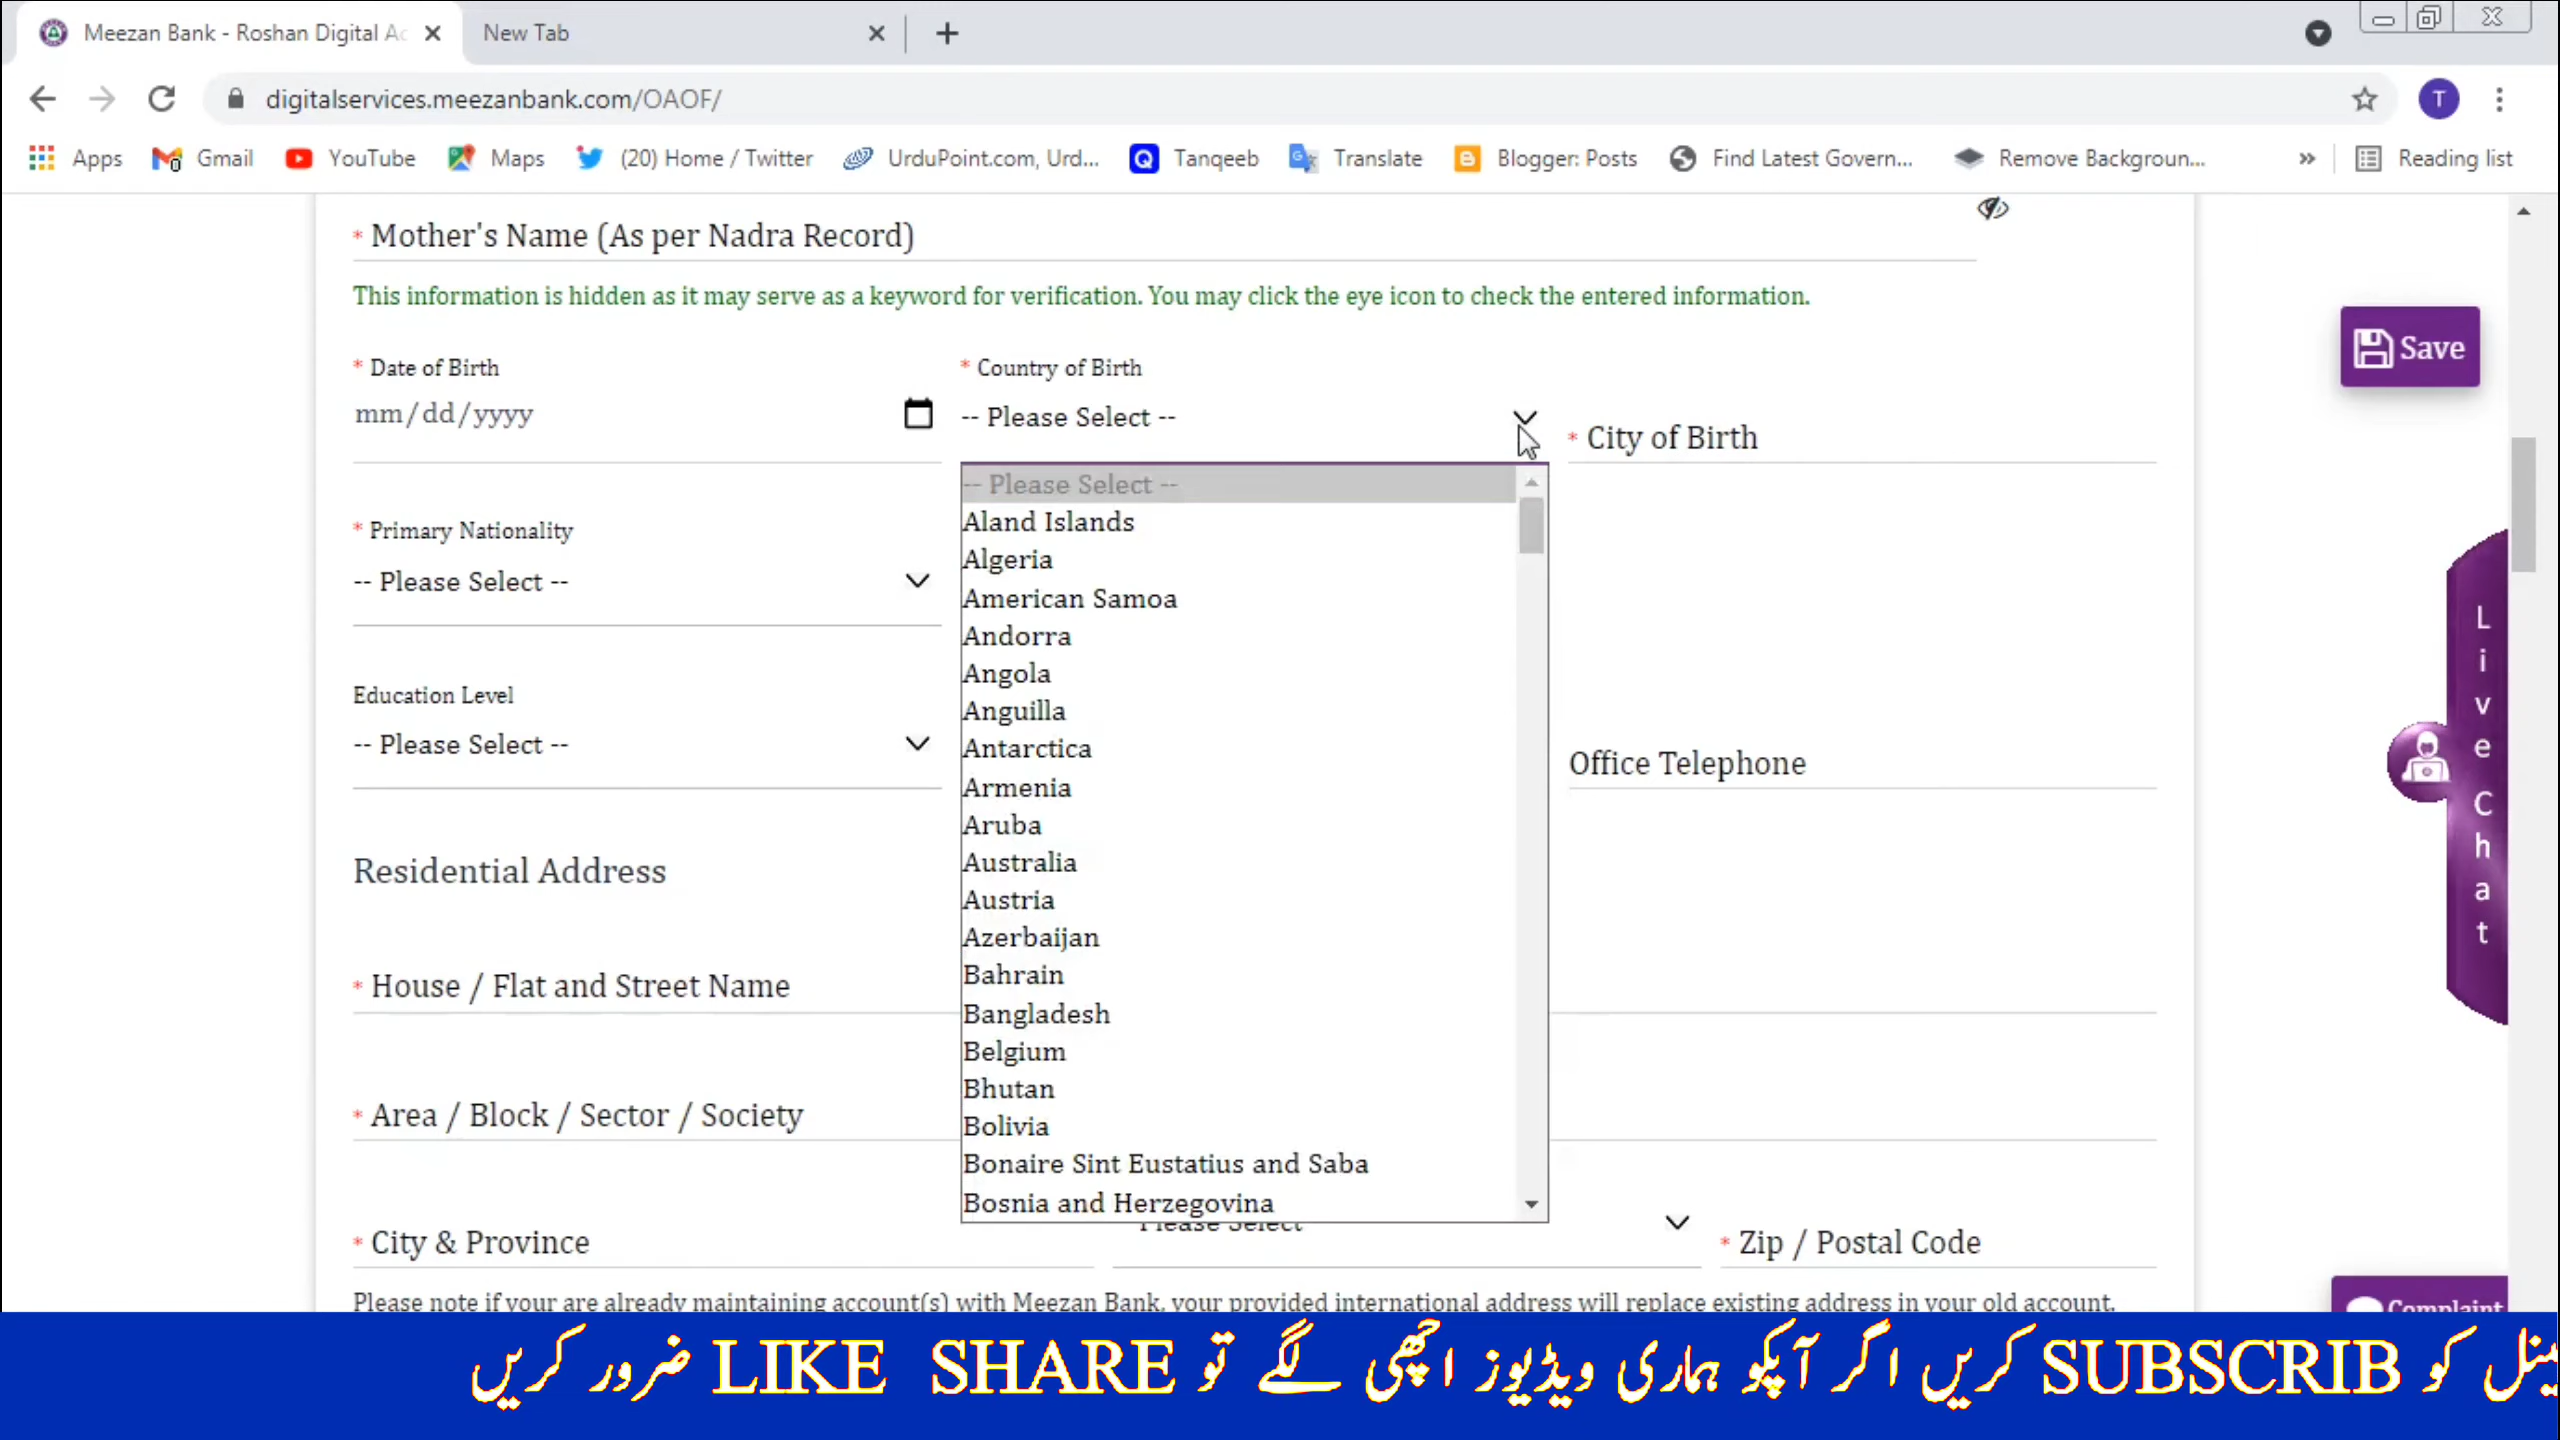 Meezan Bank - Roshan Digital Ac
New Tab
digitalservices.meezanbank.com/OAOF/
Apps
Gmail
YouTube
Maps
(20) Home / Twitter
UrduPoint.com, Urd...
Tanqeeb
Translate
Blogger: Posts
Find Latest Govern...
Remove Backgroun...
»
Reading list
T
* Mother's Name (As per Nadra Record)
This information is hidden as it may serve as a keyword for verification. You may click the eye icon to check the entered information.
Save
* Date of Birth
mm/dd/yyyy
* Country of Birth
-- Please Select --
* City of Birth
-- Please Select --
Aland Islands
Algeria
American Samoa
Andorra
Angola
Anguilla
Antarctica
Armenia
Aruba
Australia
Austria
Azerbaijan
Bahrain
Bangladesh
Belgium
Bhutan
Bolivia
Bonaire Sint Eustatius and Saba
Bosnia and Herzegovina
* Primary Nationality
-- Please Select --
Education Level
-- Please Select --
Office Telephone
Residential Address
* House / Flat and Street Name
* Area / Block / Sector / Society
* City & Province
Please Select
* Zip / Postal Code
Please note if your are already maintaining account(s) with Meezan Bank, your provided international address will replace existing address in your old account.
Live Chat
Complaint
کو SUBSCRIB کریں اگر آپکو ہماری ویڈیوز اچھی لگے تو LIKE SHARE ضرور کریں